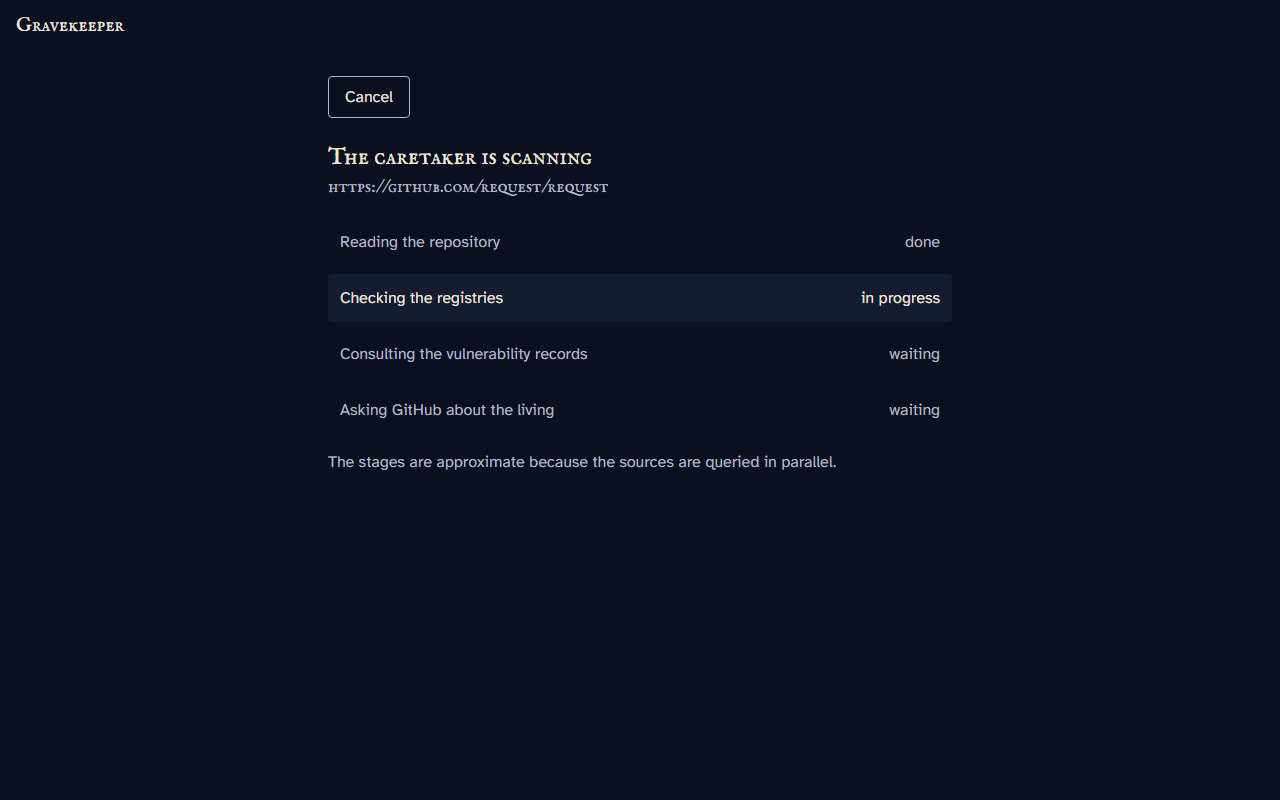 Gravekeeper
Cancel
The caretaker is scanning
https://github.com/request/request
Reading the repository done
Checking the registries in progress
Consulting the vulnerability records waiting
Asking GitHub about the living waiting
The stages are approximate because the sources are queried in parallel.